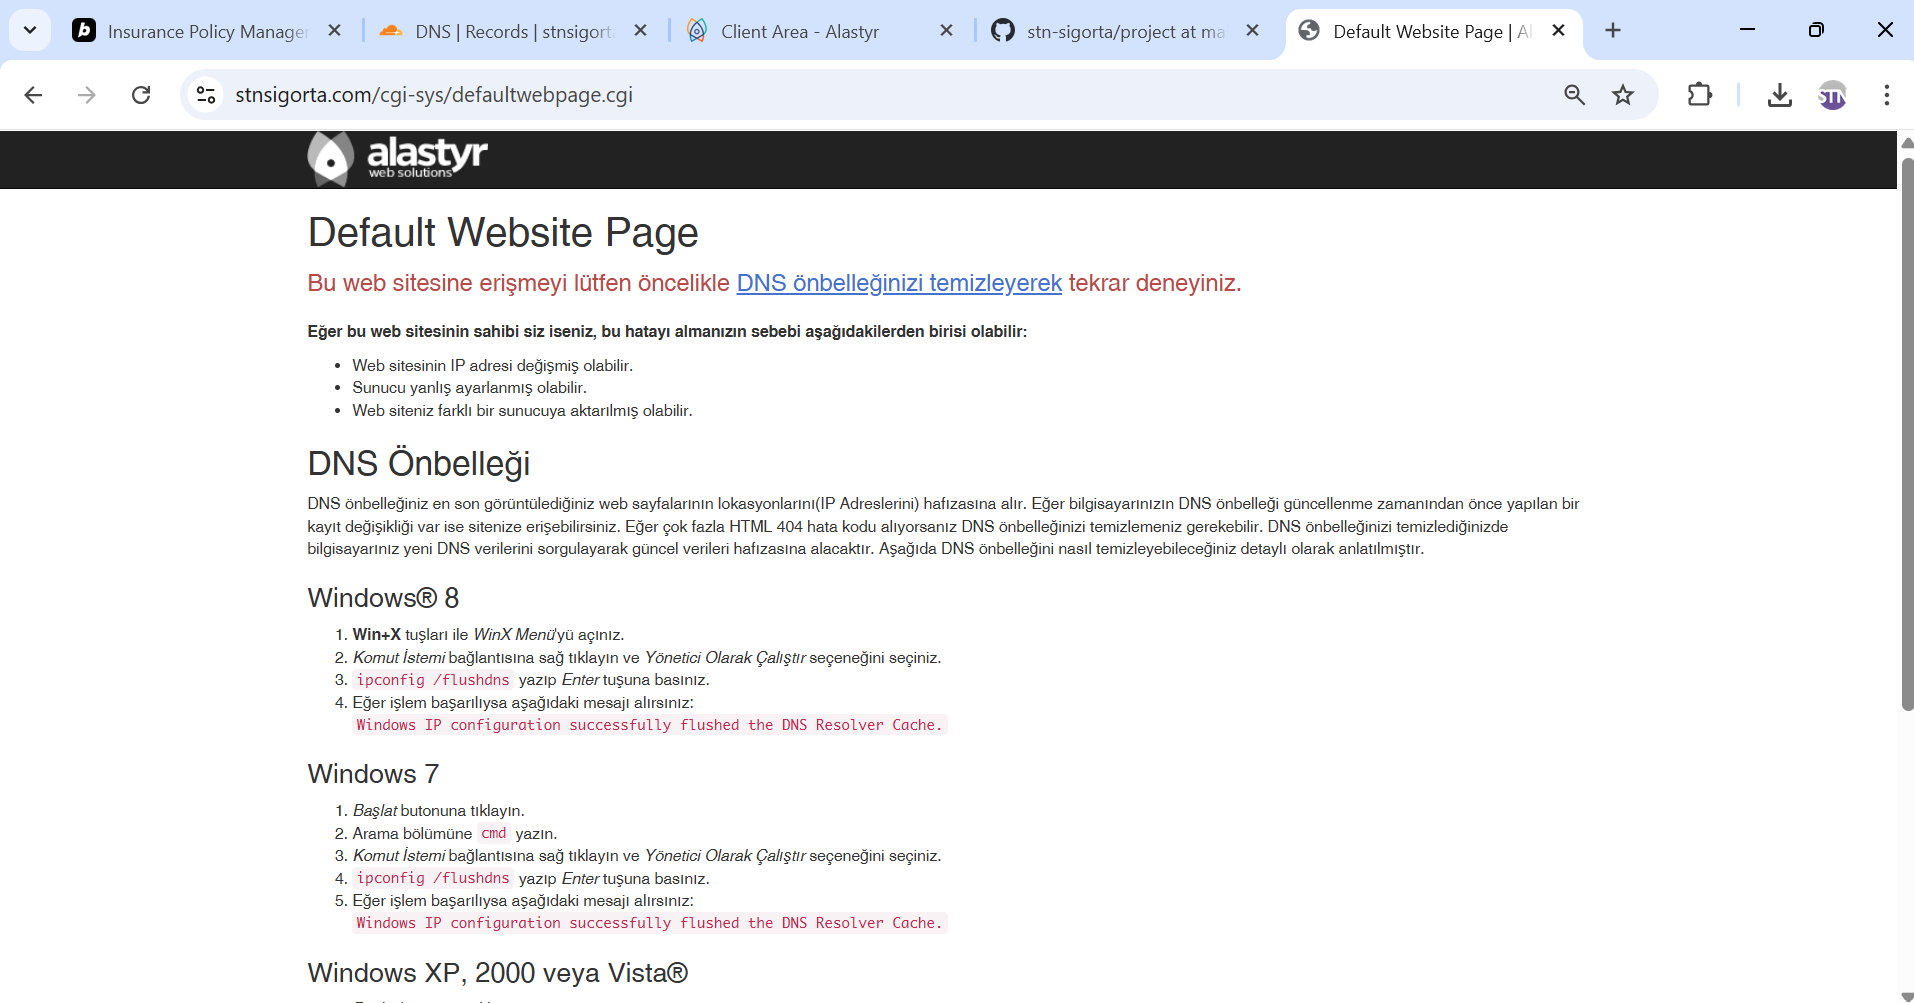 Insurance Policy Manage
DNS | Records | stnsigort
Client Area - Alastyr
stn-sigorta/project at ma
Default Website Page | Al
stnsigorta.com/cgi-sys/defaultwebpage.cgi
STN
alastyr
web solutions
Default Website Page
Bu web sitesine erişmeyi lütfen öncelikle DNS önbelleğinizi temizleyerek tekrar deneyiniz.
Eğer bu web sitesinin sahibi siz iseniz, bu hatayı almanızın sebebi aşağıdakilerden birisi olabilir:
• Web sitesinin IP adresi değişmiş olabilir.
• Sunucu yanlış ayarlanmış olabilir.
• Web siteniz farklı bir sunucuya aktarılmış olabilir.
DNS Önbelleği
DNS önbelleğiniz en son görüntülediğiniz web sayfalarının lokasyonlarını(IP Adreslerini) hafızasına alır. Eğer bilgisayarınızın DNS önbelleği güncellenme zamanından önce yapılan bir
kayıt değişikliği var ise sitenize erişebilirsiniz. Eğer çok fazla HTML 404 hata kodu alıyorsanız DNS önbelleğinizi temizlemeniz gerekebilir. DNS önbelleğinizi temizlediğinizde
bilgisayarınız yeni DNS verilerini sorgulayarak güncel verileri hafızasına alacaktır. Aşağıda DNS önbelleğini nasıl temizleyebileceğiniz detaylı olarak anlatılmıştır.
Windows® 8
1. Win+X tuşları ile WinX Menü'yü açınız.
2. Komut İstemi bağlantısına sağ tıklayın ve Yönetici Olarak Çalıştır seçeneğini seçiniz.
3. ipconfig /flushdns yazıp Enter tuşuna basınız.
4. Eğer işlem başarılıysa aşağıdaki mesajı alırsınız:
Windows IP configuration successfully flushed the DNS Resolver Cache.
Windows 7
1. Başlat butonuna tıklayın.
2. Arama bölümüne cmd yazın.
3. Komut İstemi bağlantısına sağ tıklayın ve Yönetici Olarak Çalıştır seçeneğini seçiniz.
4. ipconfig /flushdns yazıp Enter tuşuna basınız.
5. Eğer işlem başarılıysa aşağıdaki mesajı alırsınız:
Windows IP configuration successfully flushed the DNS Resolver Cache.
Windows XP, 2000 veya Vista®